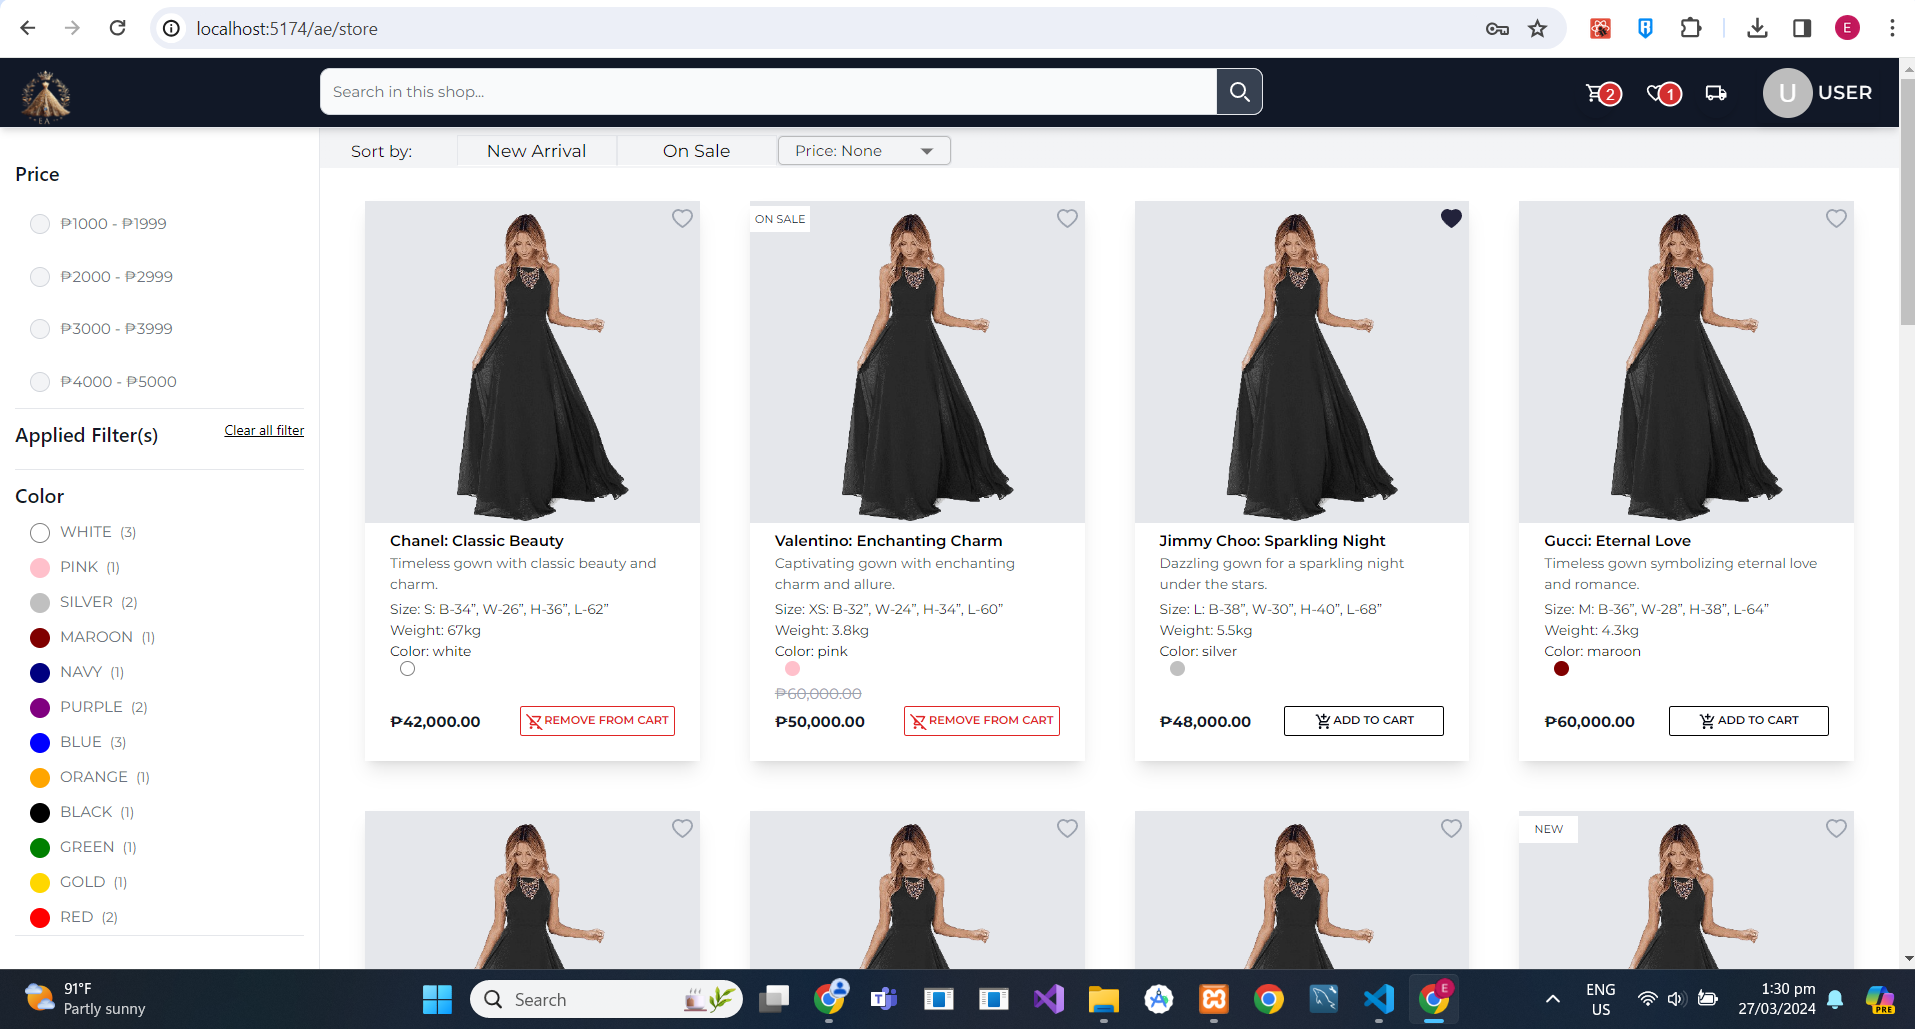 localhost:5174/ae/store
E
EA
Search in this shop...
2
1
U
USER
Sort by:
New Arrival
On Sale
Price: None
Price
₱1000 - ₱1999
₱2000 - ₱2999
₱3000 - ₱3999
₱4000 - ₱5000
Applied Filter(s)
Clear all filter
Color
WHITE (3)
PINK (1)
SILVER (2)
MAROON (1)
NAVY (1)
PURPLE (2)
BLUE (3)
ORANGE (1)
BLACK (1)
GREEN (1)
GOLD (1)
RED (2)
Chanel: Classic Beauty
Timeless gown with classic beauty and
charm.
Size: S: B-34”, W-26”, H-36”, L-62”
Weight: 67kg
Color: white
₱42,000.00
REMOVE FROM CART
ON SALE
Valentino: Enchanting Charm
Captivating gown with enchanting
charm and allure.
Size: XS: B-32”, W-24”, H-34”, L-60”
Weight: 3.8kg
Color: pink
₱60,000.00
₱50,000.00
REMOVE FROM CART
Jimmy Choo: Sparkling Night
Dazzling gown for a sparkling night
under the stars.
Size: L: B-38”, W-30”, H-40”, L-68”
Weight: 5.5kg
Color: silver
₱48,000.00
ADD TO CART
Gucci: Eternal Love
Timeless gown symbolizing eternal love
and romance.
Size: M: B-36”, W-28”, H-38”, L-64”
Weight: 4.3kg
Color: maroon
₱60,000.00
ADD TO CART
NEW
91°F
Partly sunny
Search
E
ENG
US
1:30 pm
27/03/2024
PRE